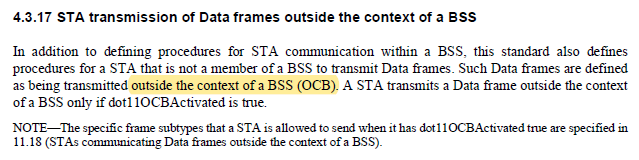 4.3.17 STA transmission of Data frames outside the context of a BSS
In addition to defining procedures for STA communication within a BSS, this standard also defines
procedures for a STA that is not a member of a BSS to transmit Data frames. Such Data frames are defined
as being transmitted outside the context of a BSS (OCB). A STA transmits a Data frame outside the context
of a BSS only if dot11OCBActivated is true.
NOTE—The specific frame subtypes that a STA is allowed to send when it has dot11OCBActivated true are specified in
11.18 (STAs communicating Data frames outside the context of a BSS).